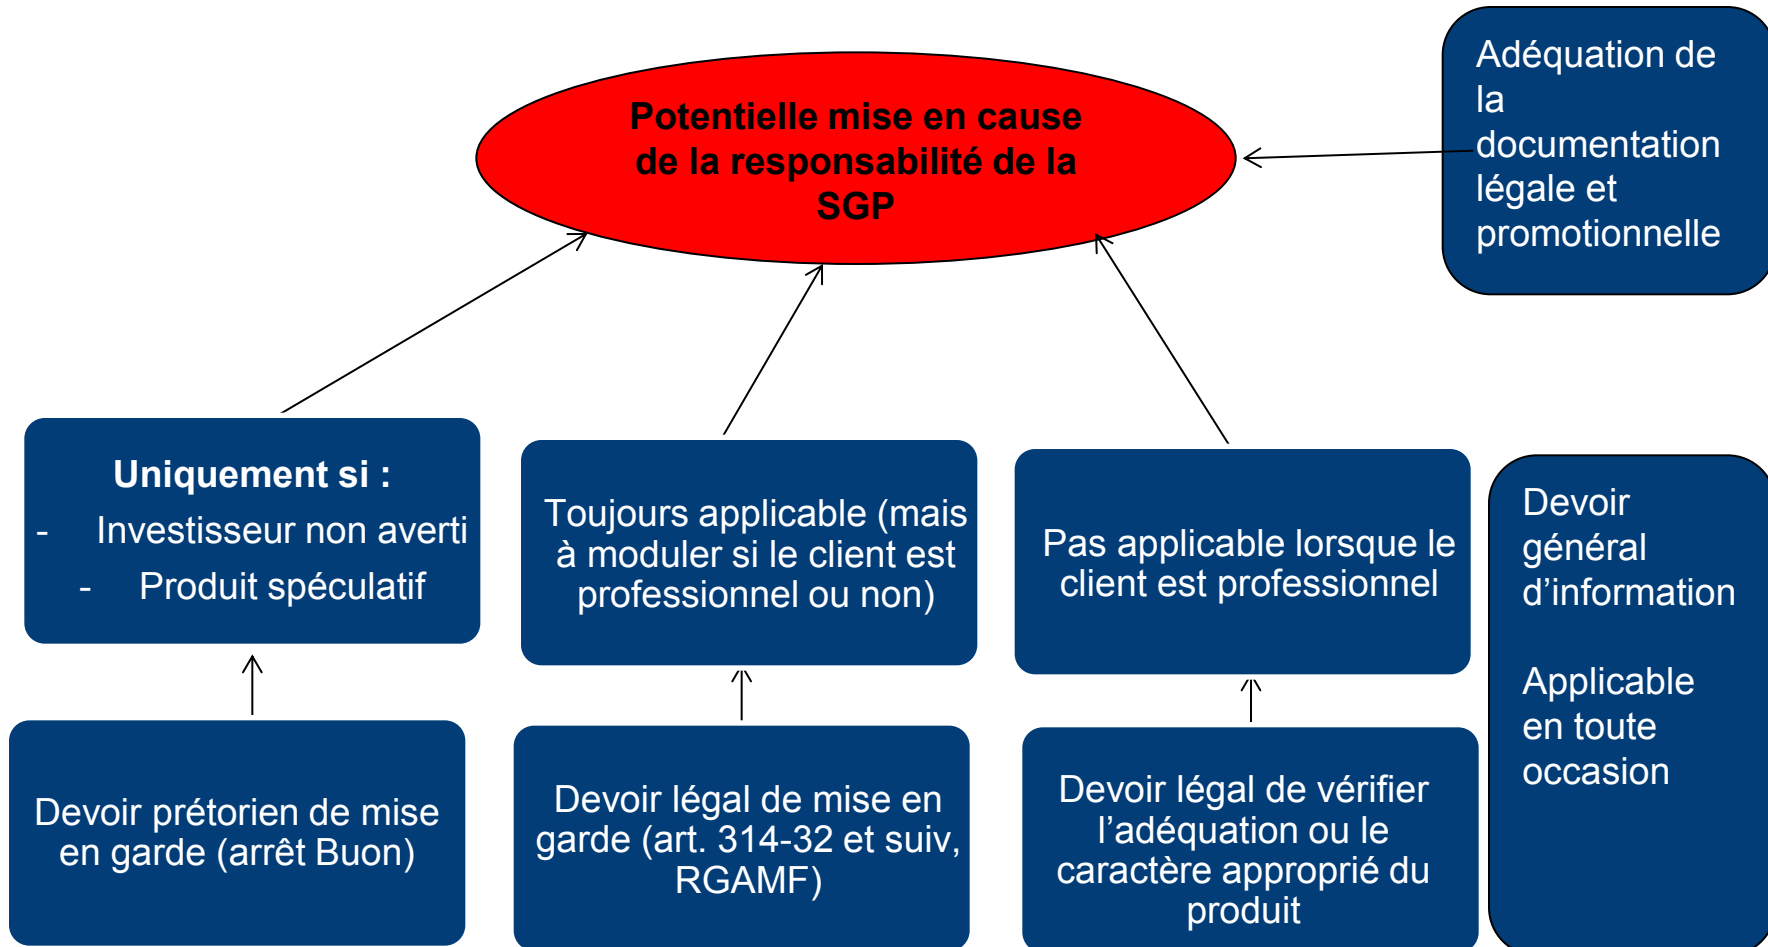 Potentielle mise en cause
de la responsabilité de la
SGP
Adéquation de
la
documentation
légale et
promotionnelle
Uniquement si :
- Investisseur non averti
- Produit spéculatif
Toujours applicable (mais
à moduler si le client est
professionnel ou non)
Pas applicable lorsque le
client est professionnel
Devoir
général
d’information
Applicable
en toute
occasion
Devoir prétorien de mise
en garde (arrêt Buon)
Devoir légal de mise en
garde (art. 314-32 et suiv,
RGAMF)
Devoir légal de vérifier
l’adéquation ou le
caractère approprié du
produit